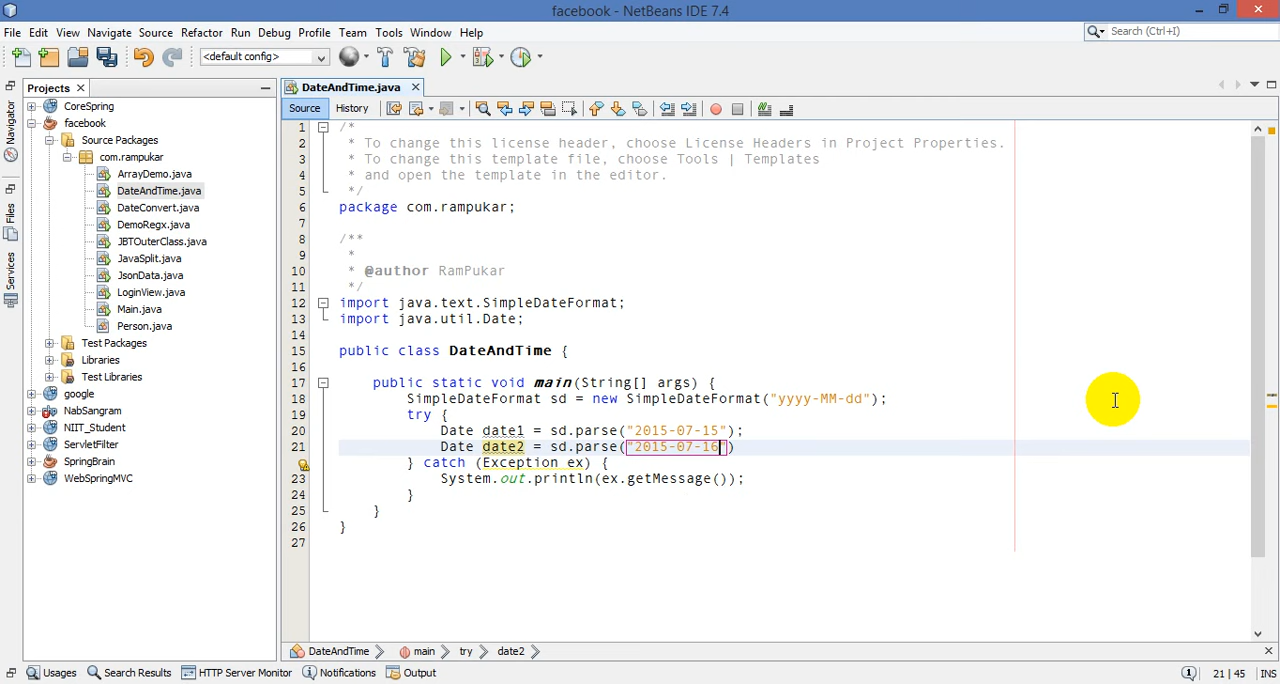 facebook - NetBeans IDE 7.4
File Edit View Navigate Source Refactor Run Debug Profile Team Tools Window Help
Search (Ctrl+I)
<default config>
Projects
DateAndTime.java
Source History
Navigator
Files
Services
CoreSpring
facebook
Source Packages
com.rampukar
ArrayDemo.java
DateAndTime.java
DateConvert.java
DemoRegx.java
JBTOuterClass.java
JavaSplit.java
JsonData.java
LoginView.java
Main.java
Person.java
Test Packages
Libraries
Test Libraries
google
NabSangram
NIIT_Student
ServletFilter
SpringBrain
WebSpringMVC
1 /*
2 * To change this license header, choose License Headers in Project Properties.
3 * To change this template file, choose Tools | Templates
4 * and open the template in the editor.
5 */
6 package com.rampukar;
7
8 /**
9 *
10 * @author RamPukar
11 */
12 import java.text.SimpleDateFormat;
13 import java.util.Date;
14
15 public class DateAndTime {
16
17 public static void main(String[] args) {
18 SimpleDateFormat sd = new SimpleDateFormat("yyyy-MM-dd");
19 try {
20 Date date1 = sd.parse("2015-07-15");
21 Date date2 = sd.parse("2015-07-16")
} catch (Exception ex) {
23 System.out.println(ex.getMessage());
24 }
25 }
26 }
27
DateAndTime main try date2
Usages Search Results HTTP Server Monitor Notifications Output
1 21 | 45 INS